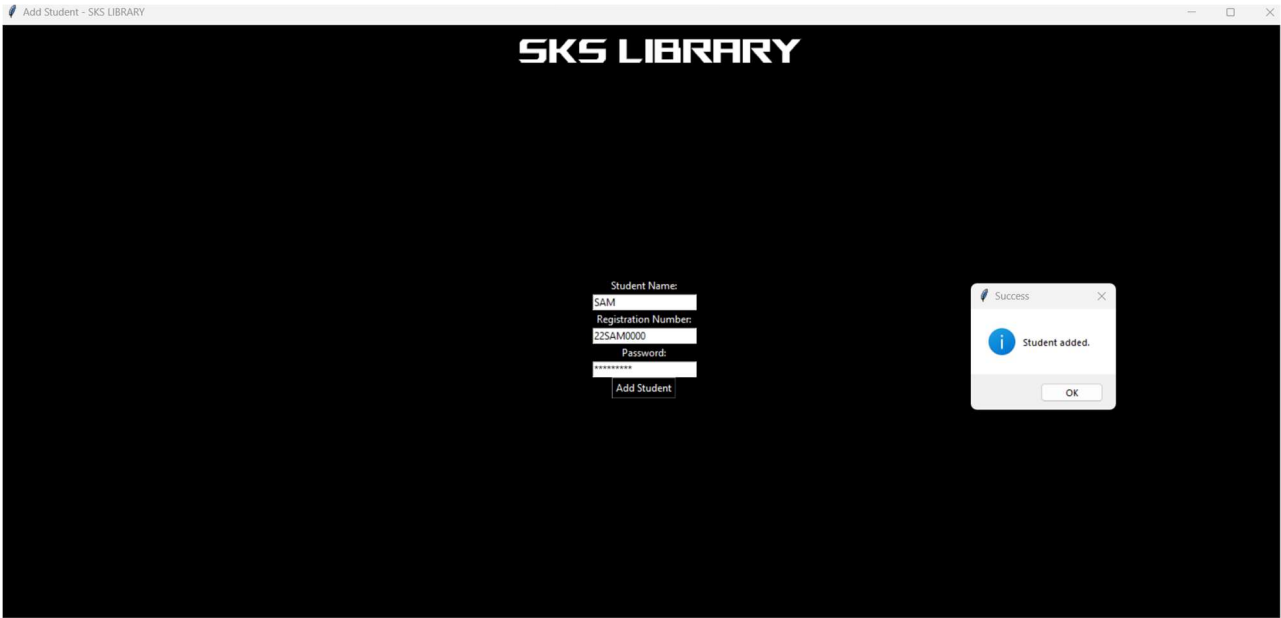 Add Student - SKS LIBRARY
SKS LIBRARY
Student Name:
SAM
Registration Number:
22SAM0000
Password:
*********
Add Student
Success
Student added.
OK